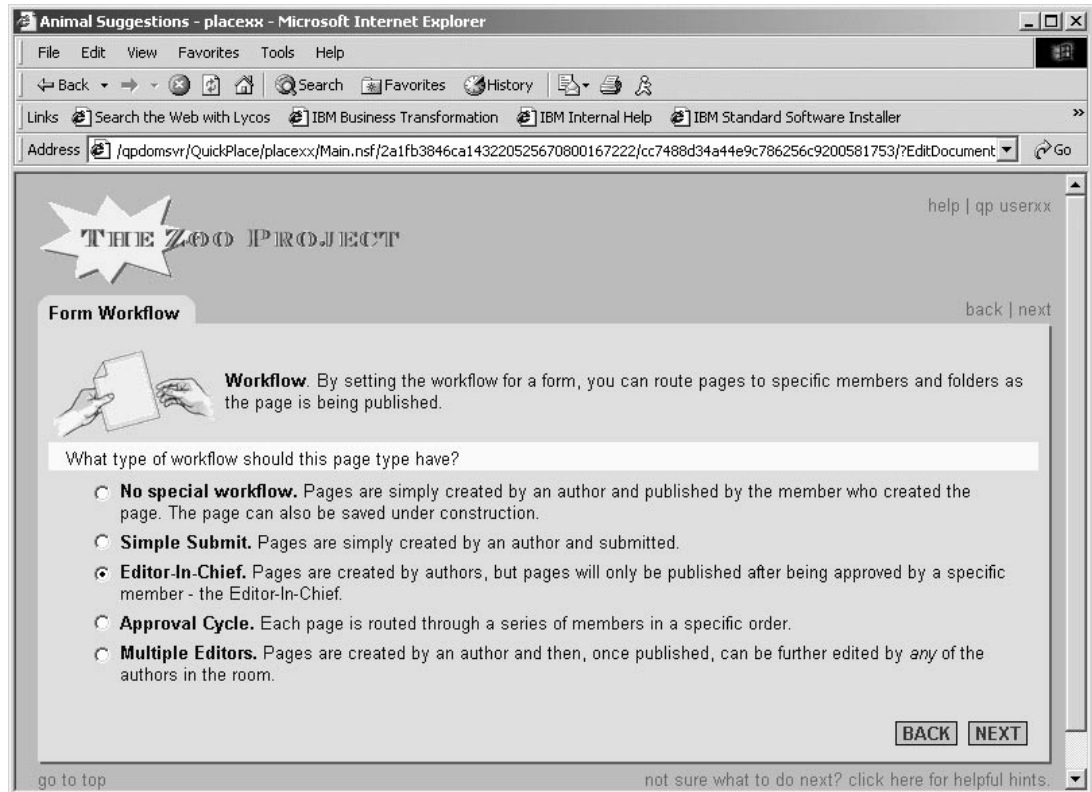 Animal Suggestions - placexx - Microsoft Internet Explorer
File Edit View Favorites Tools Help
Back Search Favorites History
Links Search the Web with Lycos IBM Business Transformation IBM Internal Help IBM Standard Software Installer »
Address /qpdomsvr/QuickPlace/placexx/Main.nsf/2a1fb3846ca143220525670800167222/cc7488d34a44e9c786256c9200581753/?EditDocument Go
help | qp userxx
THE ZOO PROJECT
Form Workflow
back | next
Workflow. By setting the workflow for a form, you can route pages to specific members and folders as
the page is being published.
What type of workflow should this page type have?
No special workflow. Pages are simply created by an author and published by the member who created the
page. The page can also be saved under construction.
Simple Submit. Pages are simply created by an author and submitted.
Editor-In-Chief. Pages are created by authors, but pages will only be published after being approved by a specific
member - the Editor-In-Chief.
Approval Cycle. Each page is routed through a series of members in a specific order.
Multiple Editors. Pages are created by an author and then, once published, can be further edited by any of the
authors in the room.
BACK NEXT
go to top
not sure what to do next? click here for helpful hints.